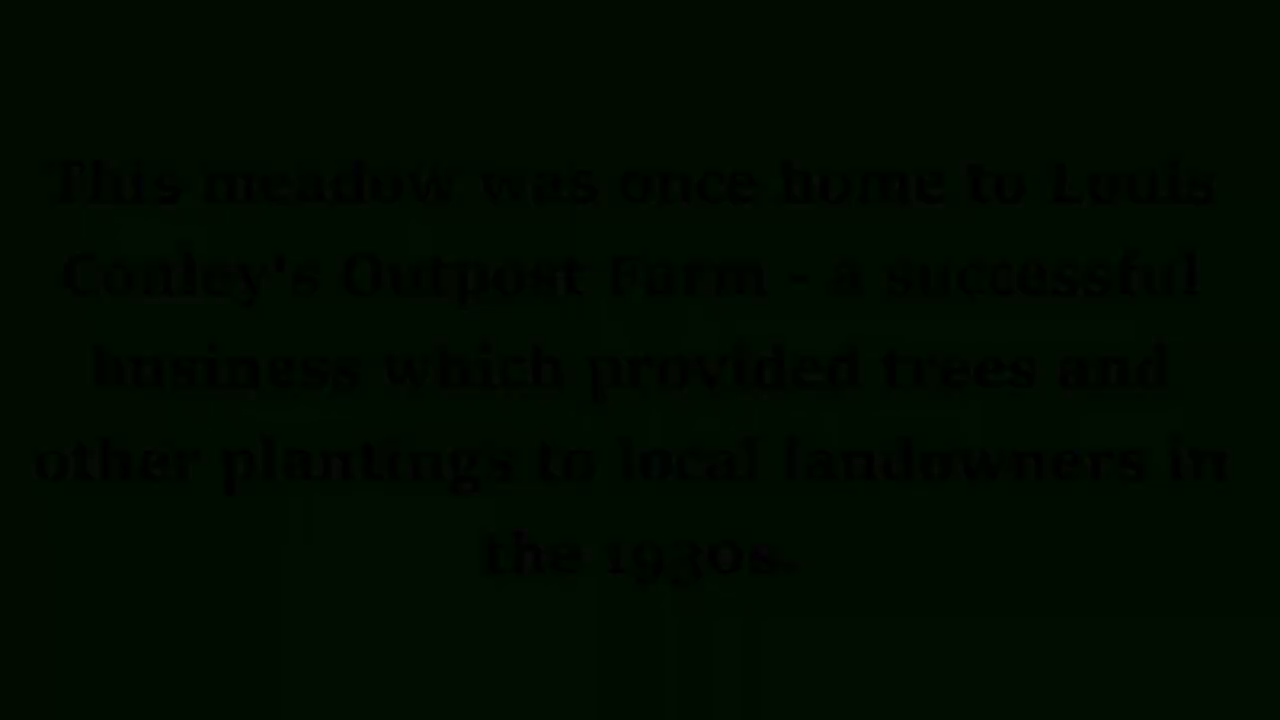 This meadow was once home to Louis
Conley's Outpost Farm - a successful
business which provided trees and
other plantings to local landowners in
the 1930s.